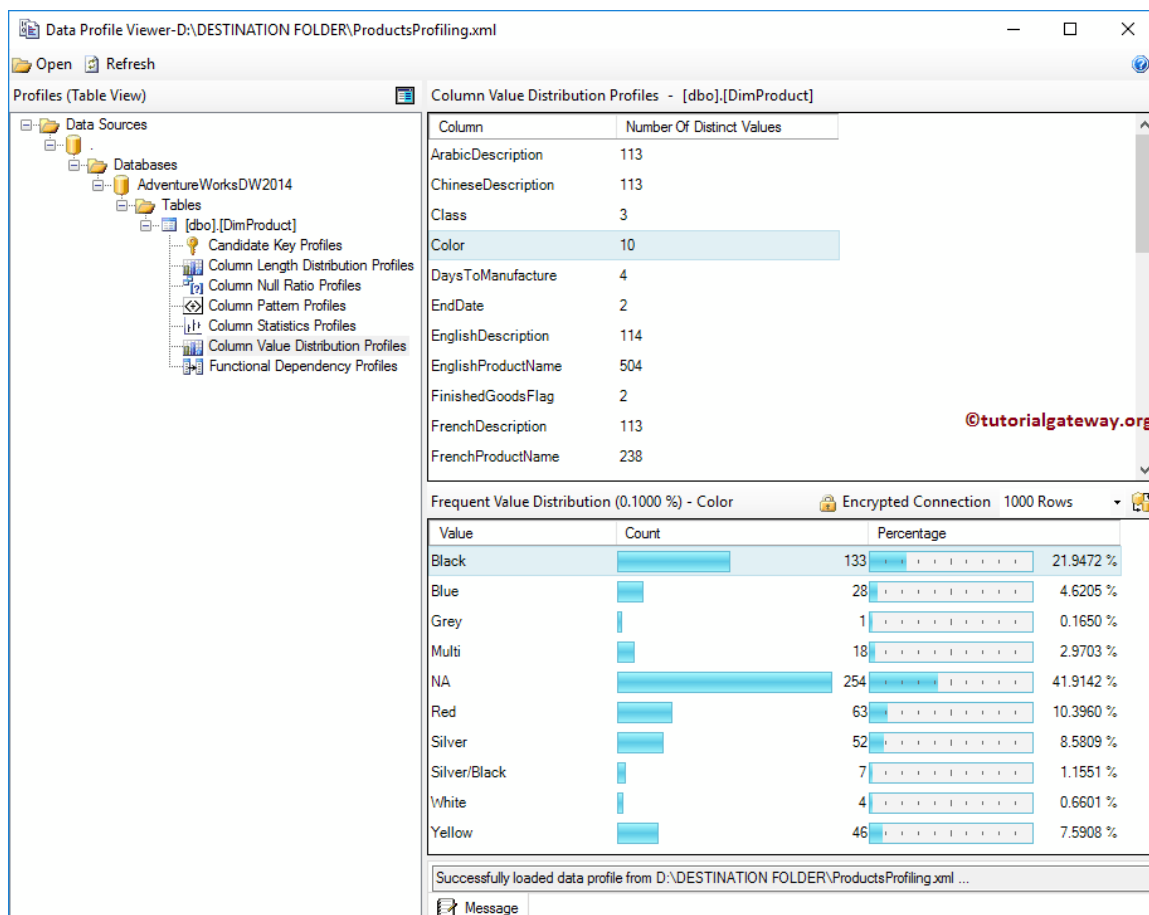 Data Profile Viewer-D:\DESTINATION FOLDER\ProductsProfiling.xml
Open Refresh
Profiles (Table View)
Data Sources
.
Databases
AdventureWorksDW2014
Tables
[dbo].[DimProduct]
Candidate Key Profiles
Column Length Distribution Profiles
Column Null Ratio Profiles
Column Pattern Profiles
Column Statistics Profiles
Column Value Distribution Profiles
Functional Dependency Profiles
Column Value Distribution Profiles - [dbo].[DimProduct]
Column Number Of Distinct Values
ArabicDescription 113
ChineseDescription 113
Class 3
Color 10
DaysToManufacture 4
EndDate 2
EnglishDescription 114
EnglishProductName 504
FinishedGoodsFlag 2
FrenchDescription 113
FrenchProductName 238
©tutorialgateway.org
Frequent Value Distribution (0.1000 %) - Color Encrypted Connection 1000 Rows
Value Count Percentage
Black 133 21.9472 %
Blue 28 4.6205 %
Grey 1 0.1650 %
Multi 18 2.9703 %
NA 254 41.9142 %
Red 63 10.3960 %
Silver 52 8.5809 %
Silver/Black 7 1.1551 %
White 4 0.6601 %
Yellow 46 7.5908 %
Successfully loaded data profile from D:\DESTINATION FOLDER\ProductsProfiling.xml ...
Message